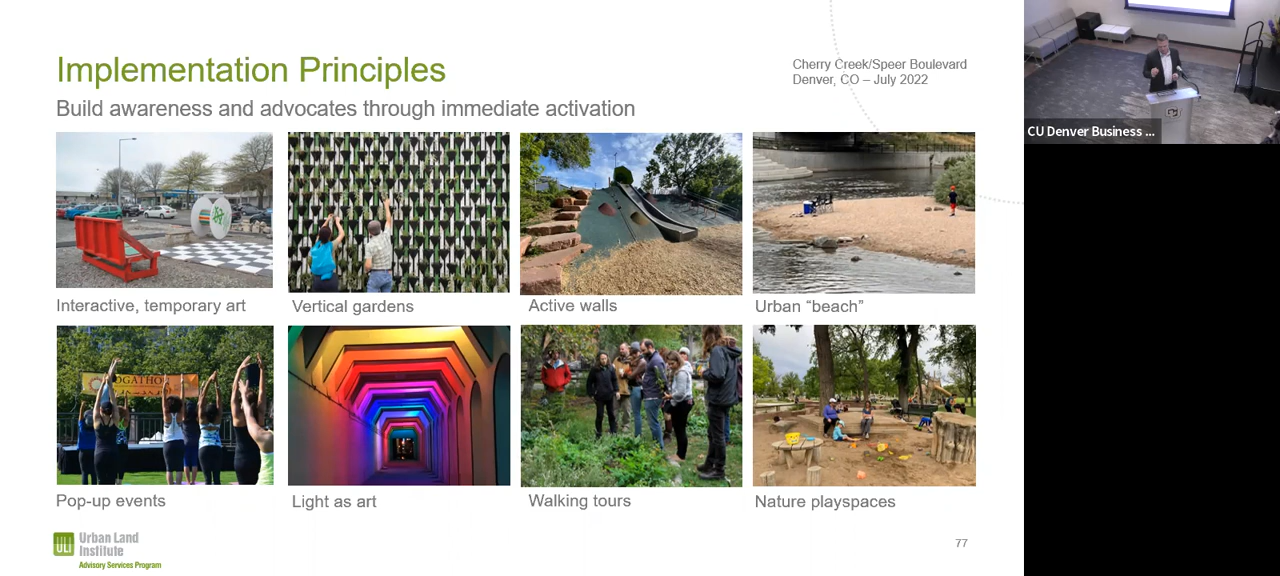 Implementation Principles
Cherry Creek/Speer Boulevard
Denver, CO – July 2022
Build awareness and advocates through immediate activation
CU Denver Business ...
Interactive, temporary art
Vertical gardens
Active walls
Urban “beach”
OGATHO
Pop-up events
Light as art
Walking tours
Nature playspaces
ULI
Urban Land
Institute
Advisory Services Program
77